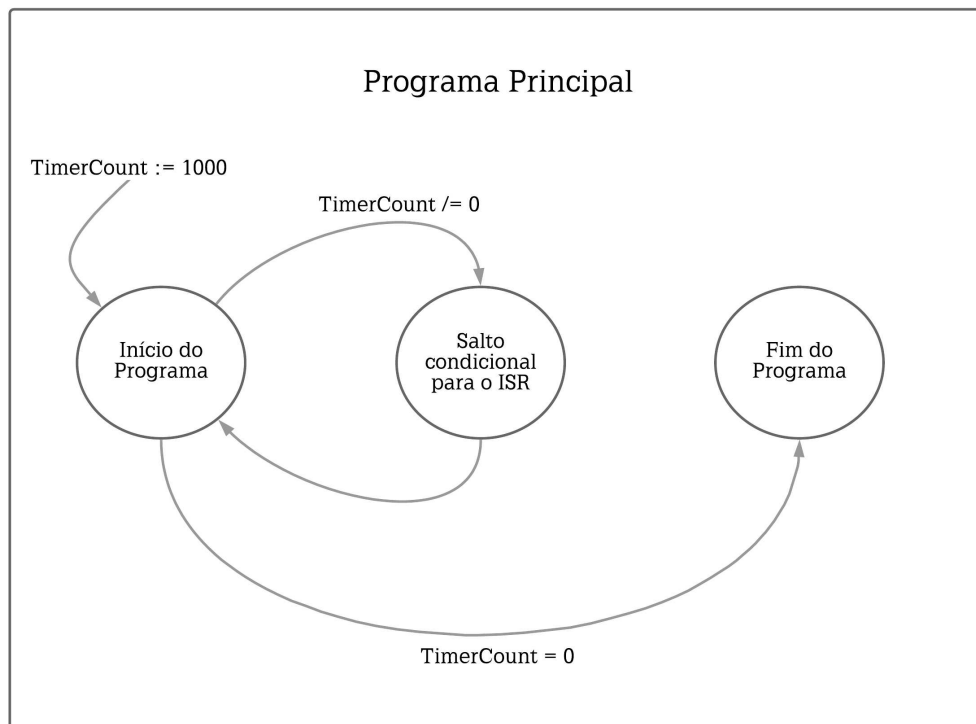 Programa Principal
TimerCount := 1000
TimerCount /= 0
Início do
Programa
Salto
condicional
para o ISR
Fim do
Programa
TimerCount = 0